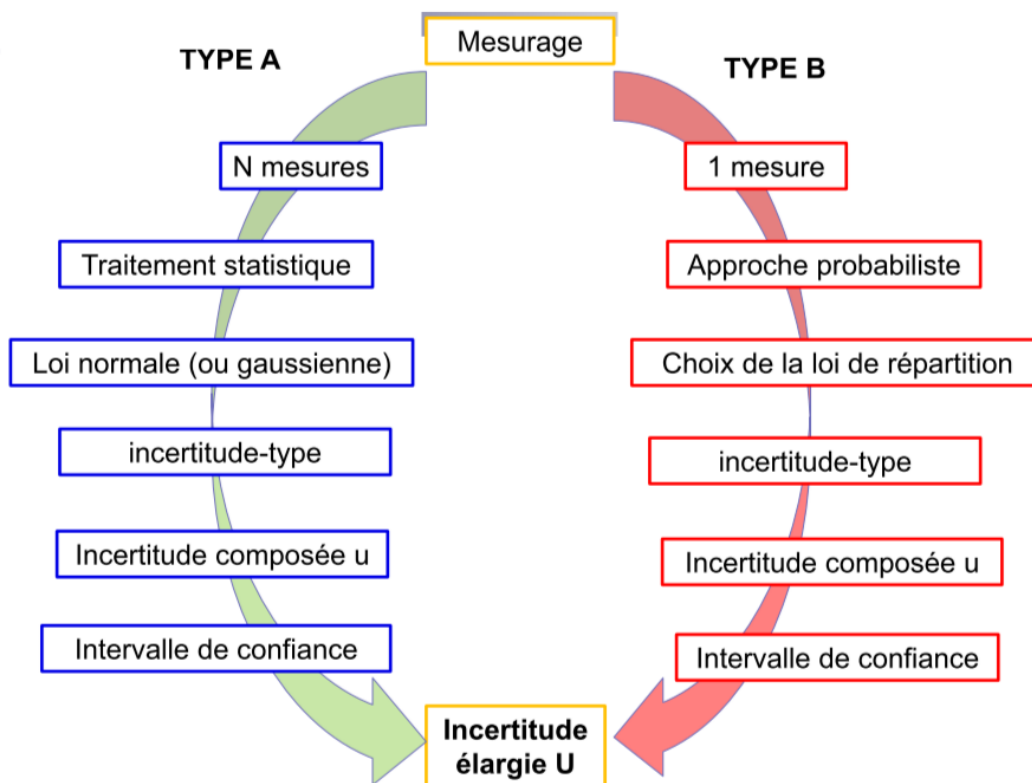 Mesurage
TYPE A
TYPE B
N mesures
1 mesure
Traitement statistique
Approche probabiliste
Loi normale (ou gaussienne)
Choix de la loi de répartition
incertitude-type
incertitude-type
Incertitude composée u
Incertitude composée u
Intervalle de confiance
Intervalle de confiance
Incertitude
élargie U